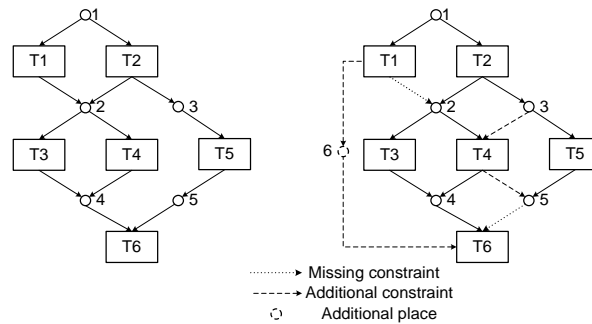 1
1
T1
T2
T1
T2
2
3
2
3
T3
T4
T5
6
T3
T4
T5
4
5
4
5
T6
T6
Missing constraint
Additional constraint
Additional place